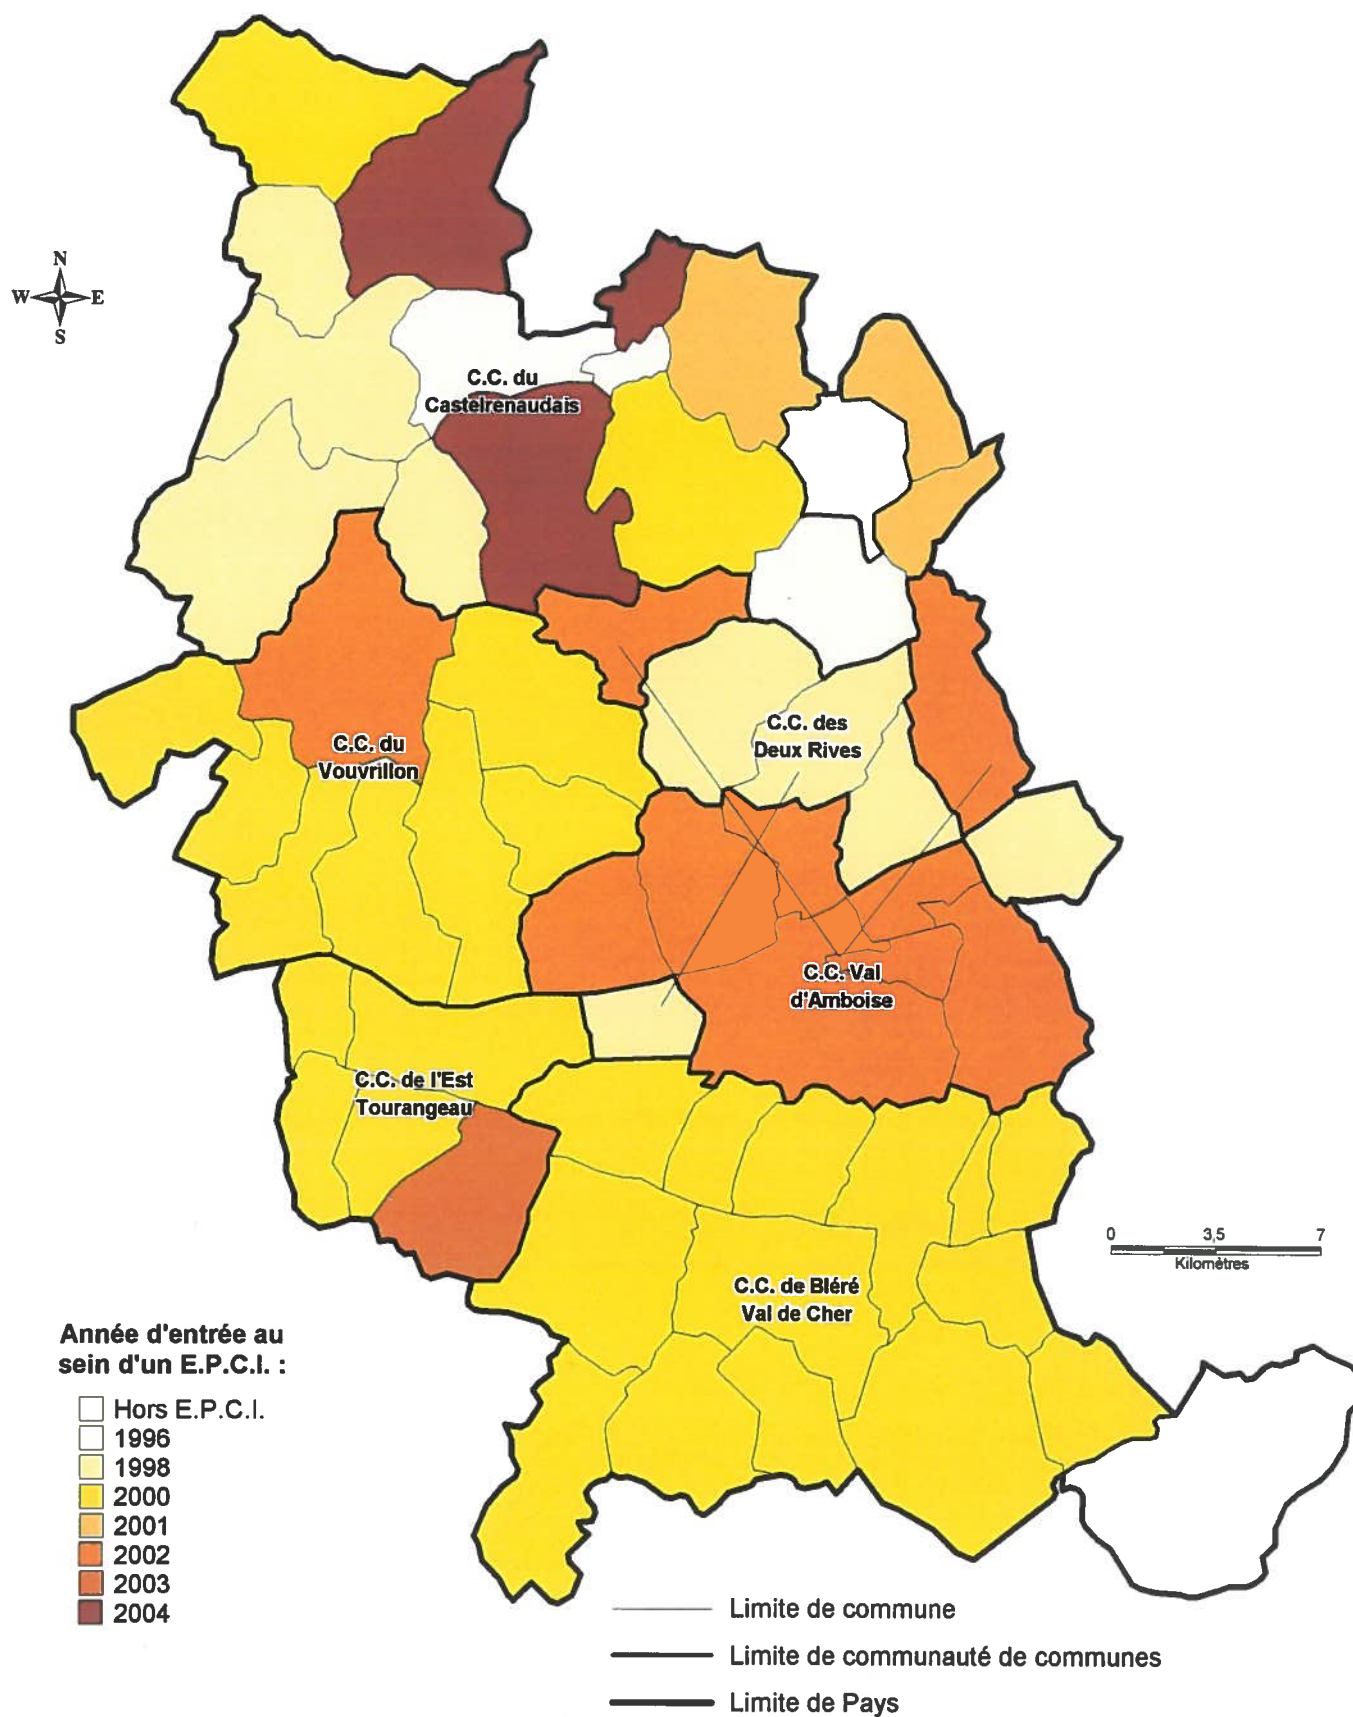 N
W
E
S
C.C. du
Castelrenaudais
C.C. des
Deux Rives
C.C. du
Vouvrillon
C.C. Val
d'Amboise
C.C. de l'Est
Tourangeau
0
3,5
7
Kilomètres
C.C. de Bléré
Val de Cher
Année d'entrée au
sein d'un E.P.C.I. :
Hors E.P.C.I.
1996
1998
2000
2001
2002
2003
2004
Limite de commune
Limite de communauté de communes
Limite de Pays